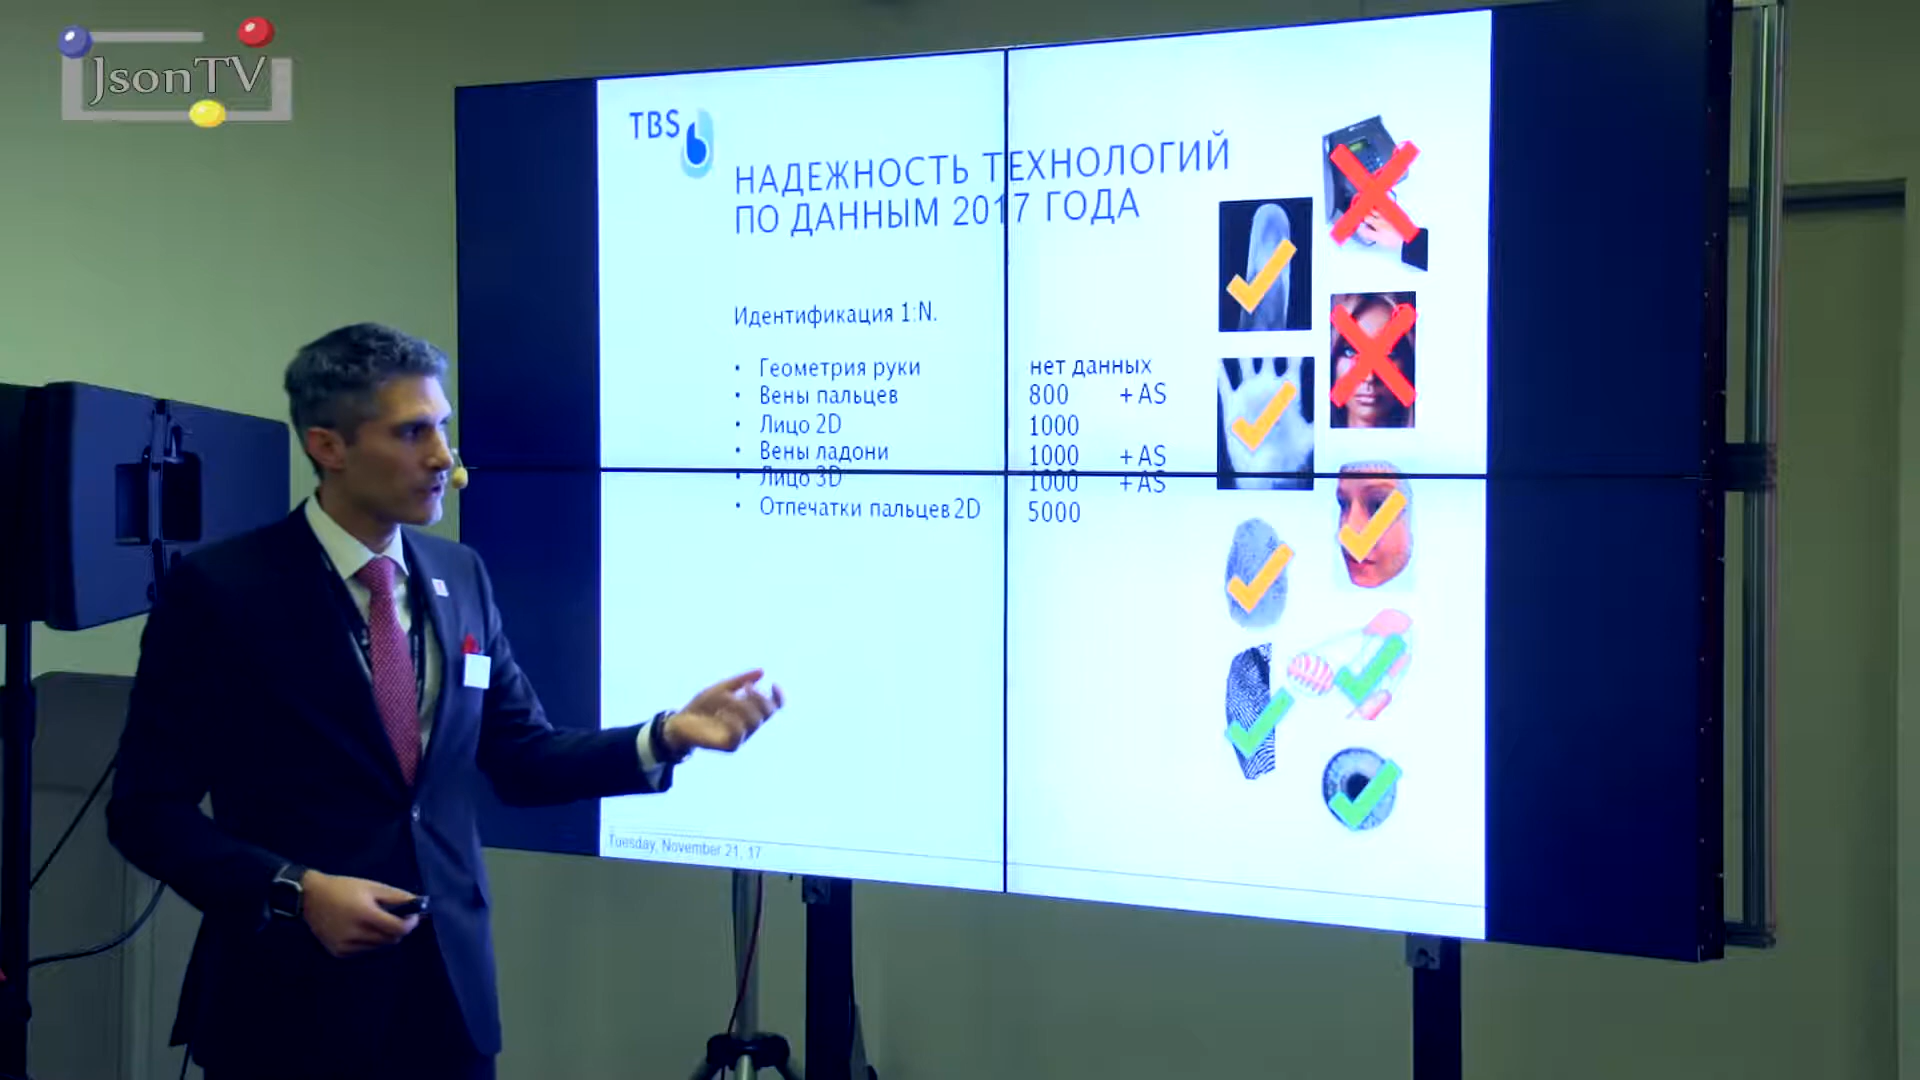 JsonTV
TBS
НАДЕЖНОСТЬ ТЕХНОЛОГИЙ
ПО ДАННЫМ 2017 ГОДА
Идентификация 1:N.
• Геометрия руки нет данных
• Вены пальцев 800 + AS
• Лицо 2D 1000
• Вены ладони 1000 + AS
• Лицо 3D 1000 + AS
• Отпечатки пальцев 2D 5000
Tuesday, November 21, 17